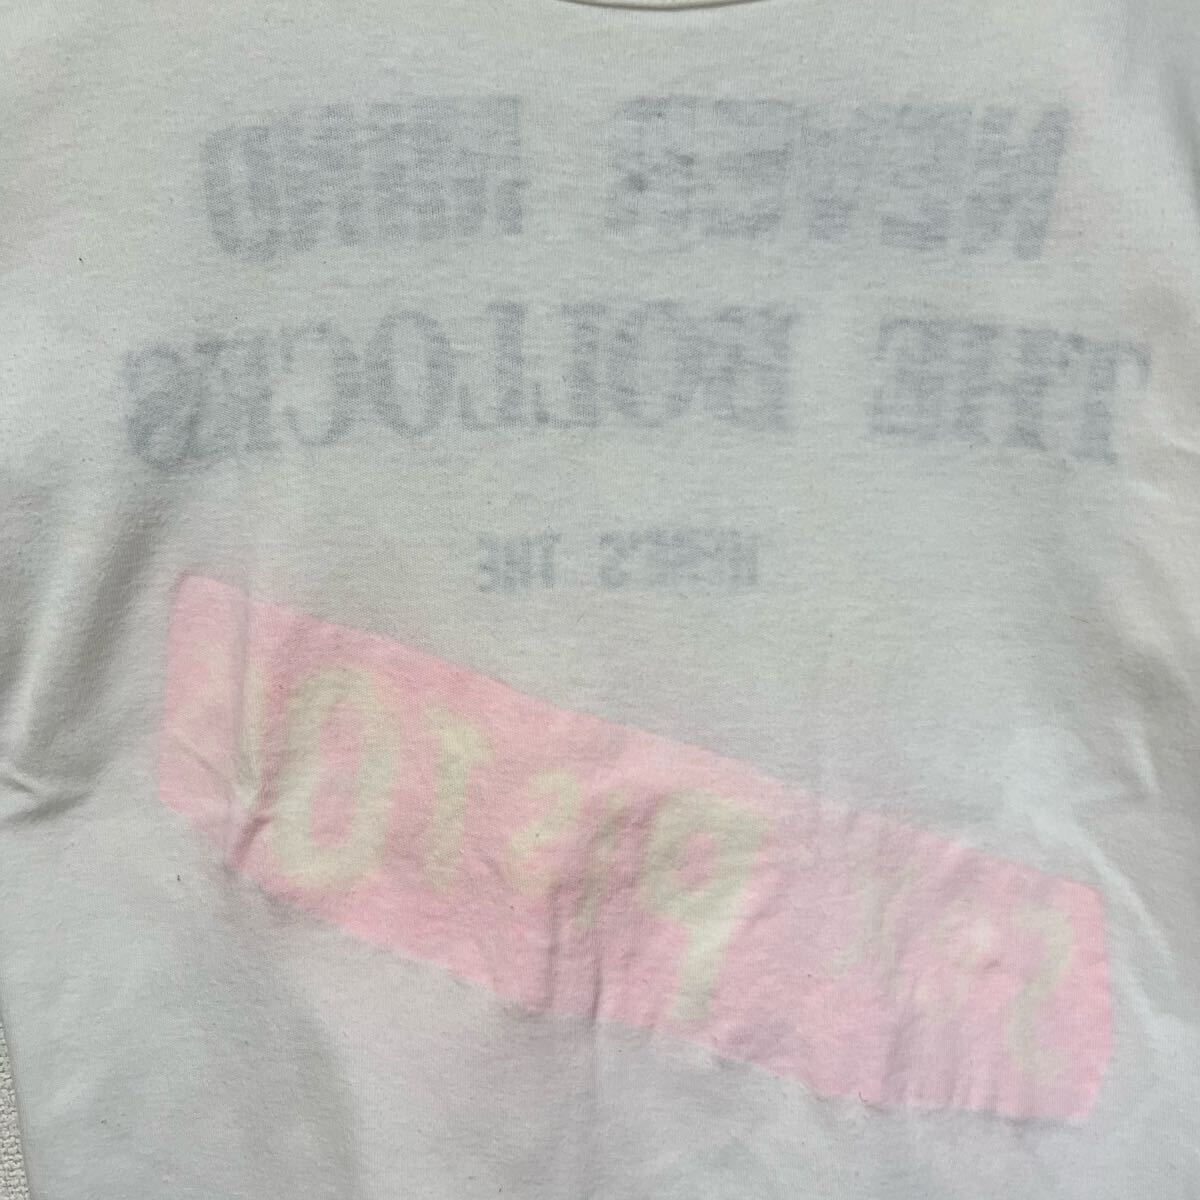 NEVER MIND
THE BOLLOCKS
HERE'S THE
SeX PisTOLS